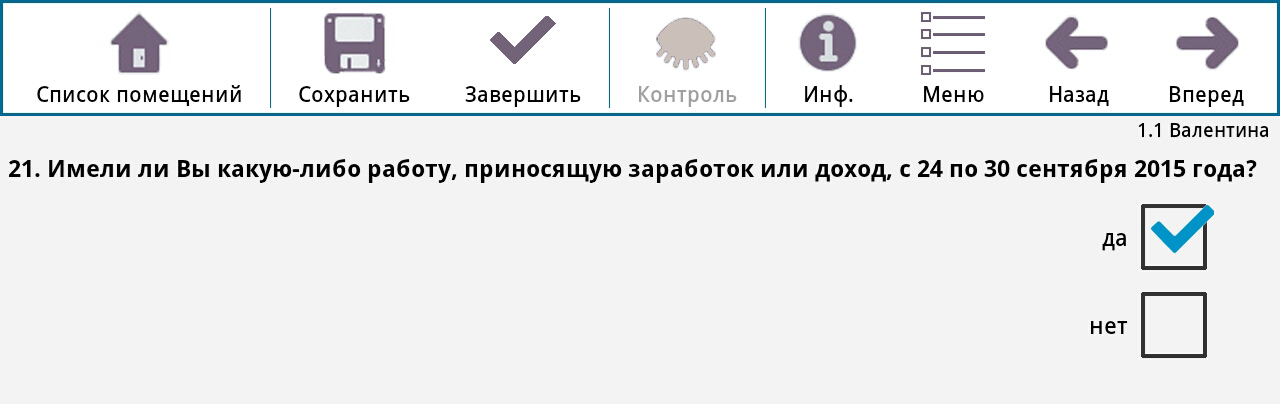 Список помещений
Сохранить
Завершить
Контроль
Инф.
Меню
Назад
Вперед
1.1 Валентина
21. Имели ли Вы какую-либо работу, приносящую заработок или доход, с 24 по 30 сентября 2015 года?
да
нет